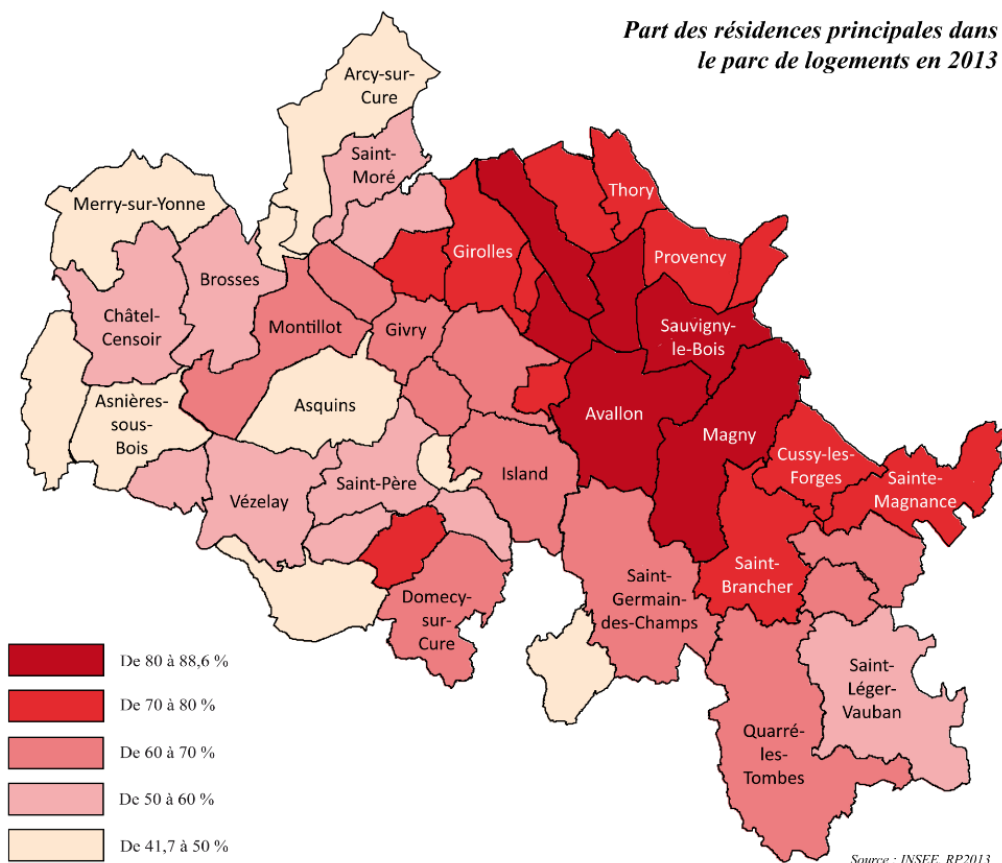 Part des résidences principales dans
le parc de logements en 2013
Arcy-sur-
Cure
Saint-
Moré
Merry-sur-Yonne
Thory
Girolles
Provency
Brosses
Châtel-
Censoir
Montillot
Givry
Sauvigny-
le-Bois
Asnières-
sous-
Bois
Asquins
Avallon
Magny
Cussy-les-
Forges
Sainte-
Magnance
Vézelay
Saint-Père
Island
Saint-
Brancher
Domecy-
sur-
Cure
Saint-
Germain-
des-Champs
Saint-
Léger-
Vauban
Quarré-
les-
Tombes
De 80 à 88,6 %
De 70 à 80 %
De 60 à 70 %
De 50 à 60 %
De 41,7 à 50 %
Source : INSEE, RP2013